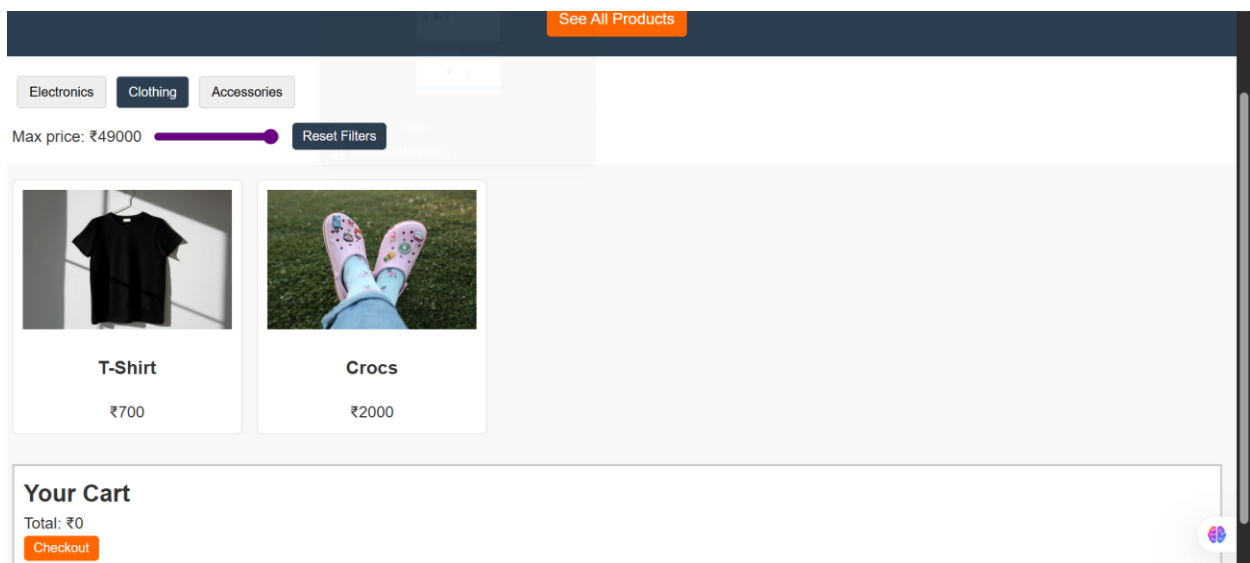 See All Products
Electronics Clothing Accessories
Max price: ₹49000 Reset Filters
T-Shirt Crocs
₹700 ₹2000
Your Cart
Total: ₹0
Checkout